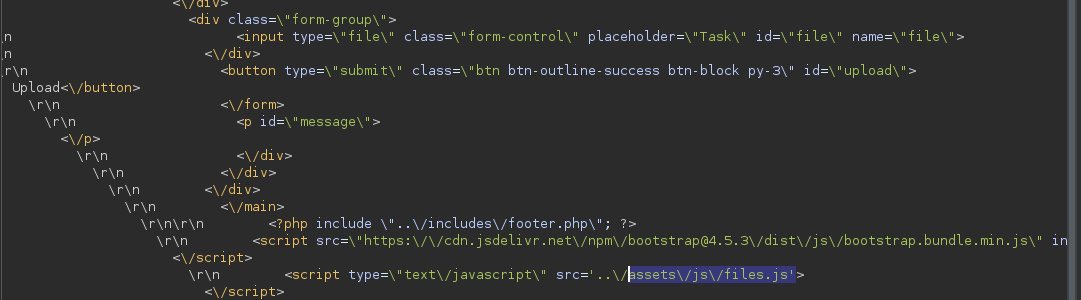 <\/div>
<div class=\"form-group\">
\n <input type=\"file\" class=\"form-control\" placeholder=\"Task\" id=\"file\" name=\"file\">
\n <\/div>
\r\n <button type=\"submit\" class=\"btn btn-outline-success btn-block py-3\" id=\"upload\">
Upload<\/button>
\r\n <\/form>
\r\n <p id=\"message\">
<\/p>
\r\n <\/div>
\r\n <\/div>
\r\n <\/div>
\r\n <\/main>
\r\n\r\n <?php include \"..\/includes\/footer.php\"; ?>
\r\n <script src=\"https:\/\/cdn.jsdelivr.net\/npm\/bootstrap@4.5.3\/dist\/js\/bootstrap.bundle.min.js\" in
<\/script>
\r\n <script type=\"text\/javascript\" src='..\/assets\/js\/files.js'>
<\/script>